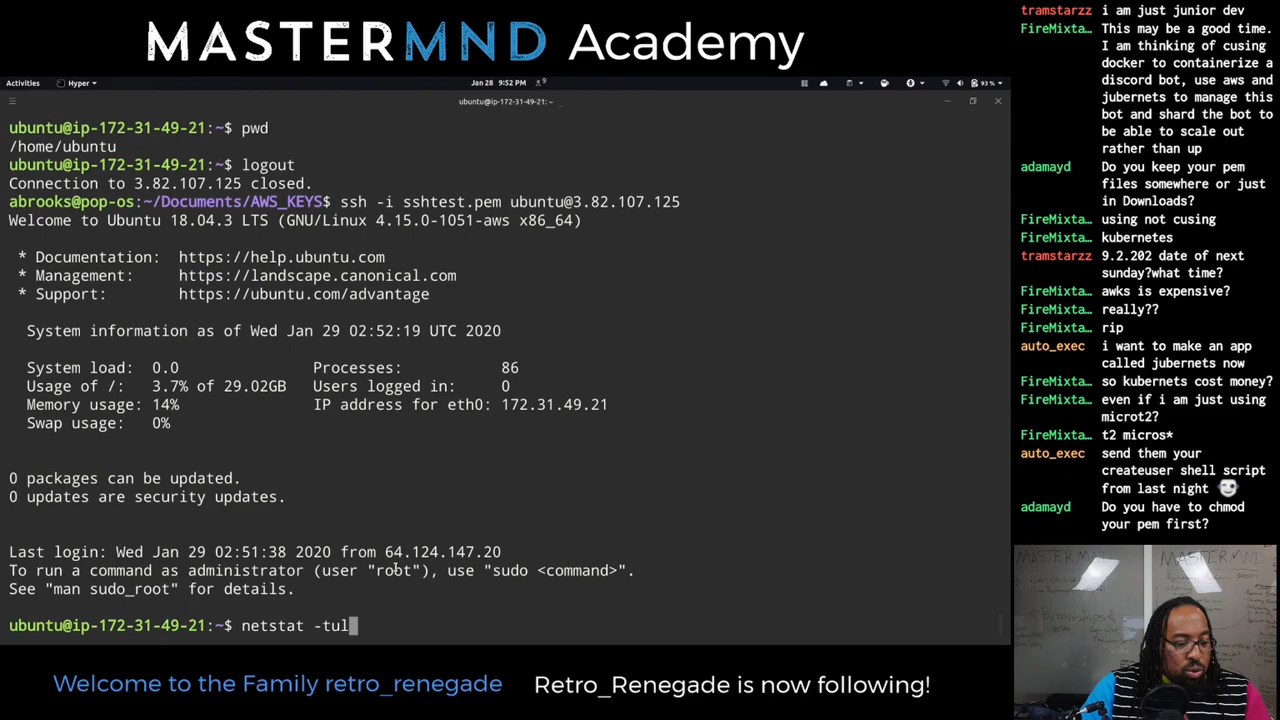 MASTERMND Academy
Activities
Hyper
Jan 28 9:52 PM
9
93 %
ubuntu@ip-172-31-49-21: ~
ubuntu@ip-172-31-49-21:~$ pwd
/home/ubuntu
ubuntu@ip-172-31-49-21:~$ logout
Connection to 3.82.107.125 closed.
abrooks@pop-os:~/Documents/AWS_KEYS$ ssh -i sshtest.pem ubuntu@3.82.107.125
Welcome to Ubuntu 18.04.3 LTS (GNU/Linux 4.15.0-1051-aws x86_64)
* Documentation: https://help.ubuntu.com
* Management: https://landscape.canonical.com
* Support: https://ubuntu.com/advantage
System information as of Wed Jan 29 02:52:19 UTC 2020
System load: 0.0 Processes: 86
Usage of /: 3.7% of 29.02GB Users logged in: 0
Memory usage: 14% IP address for eth0: 172.31.49.21
Swap usage: 0%
0 packages can be updated.
0 updates are security updates.
Last login: Wed Jan 29 02:51:38 2020 from 64.124.147.20
To run a command as administrator (user "root"), use "sudo <command>".
See "man sudo_root" for details.
ubuntu@ip-172-31-49-21:~$ netstat -tul
tramstarzz i am just junior dev
FireMixta… This may be a good time.
I am thinking of cusing
docker to containerize a
discord bot, use aws and
jubernets to manage this
bot and shard the bot to
be able to scale out
rather than up
adamayd Do you keep your pem
files somewhere or just
in Downloads?
FireMixta… using not cusing
FireMixta… kubernetes
tramstarzz 9.2.202 date of next
sunday?what time?
FireMixta… awks is expensive?
FireMixta… really??
FireMixta… rip
auto_exec i want to make an app
called jubernets now
FireMixta… so kubernets cost money?
FireMixta… even if i am just using
microt2?
FireMixta… t2 micros*
auto_exec send them your
createuser shell script
from last night
adamayd Do you have to chmod
your pem first?
Welcome to the Family retro_renegade
Retro_Renegade is now following!